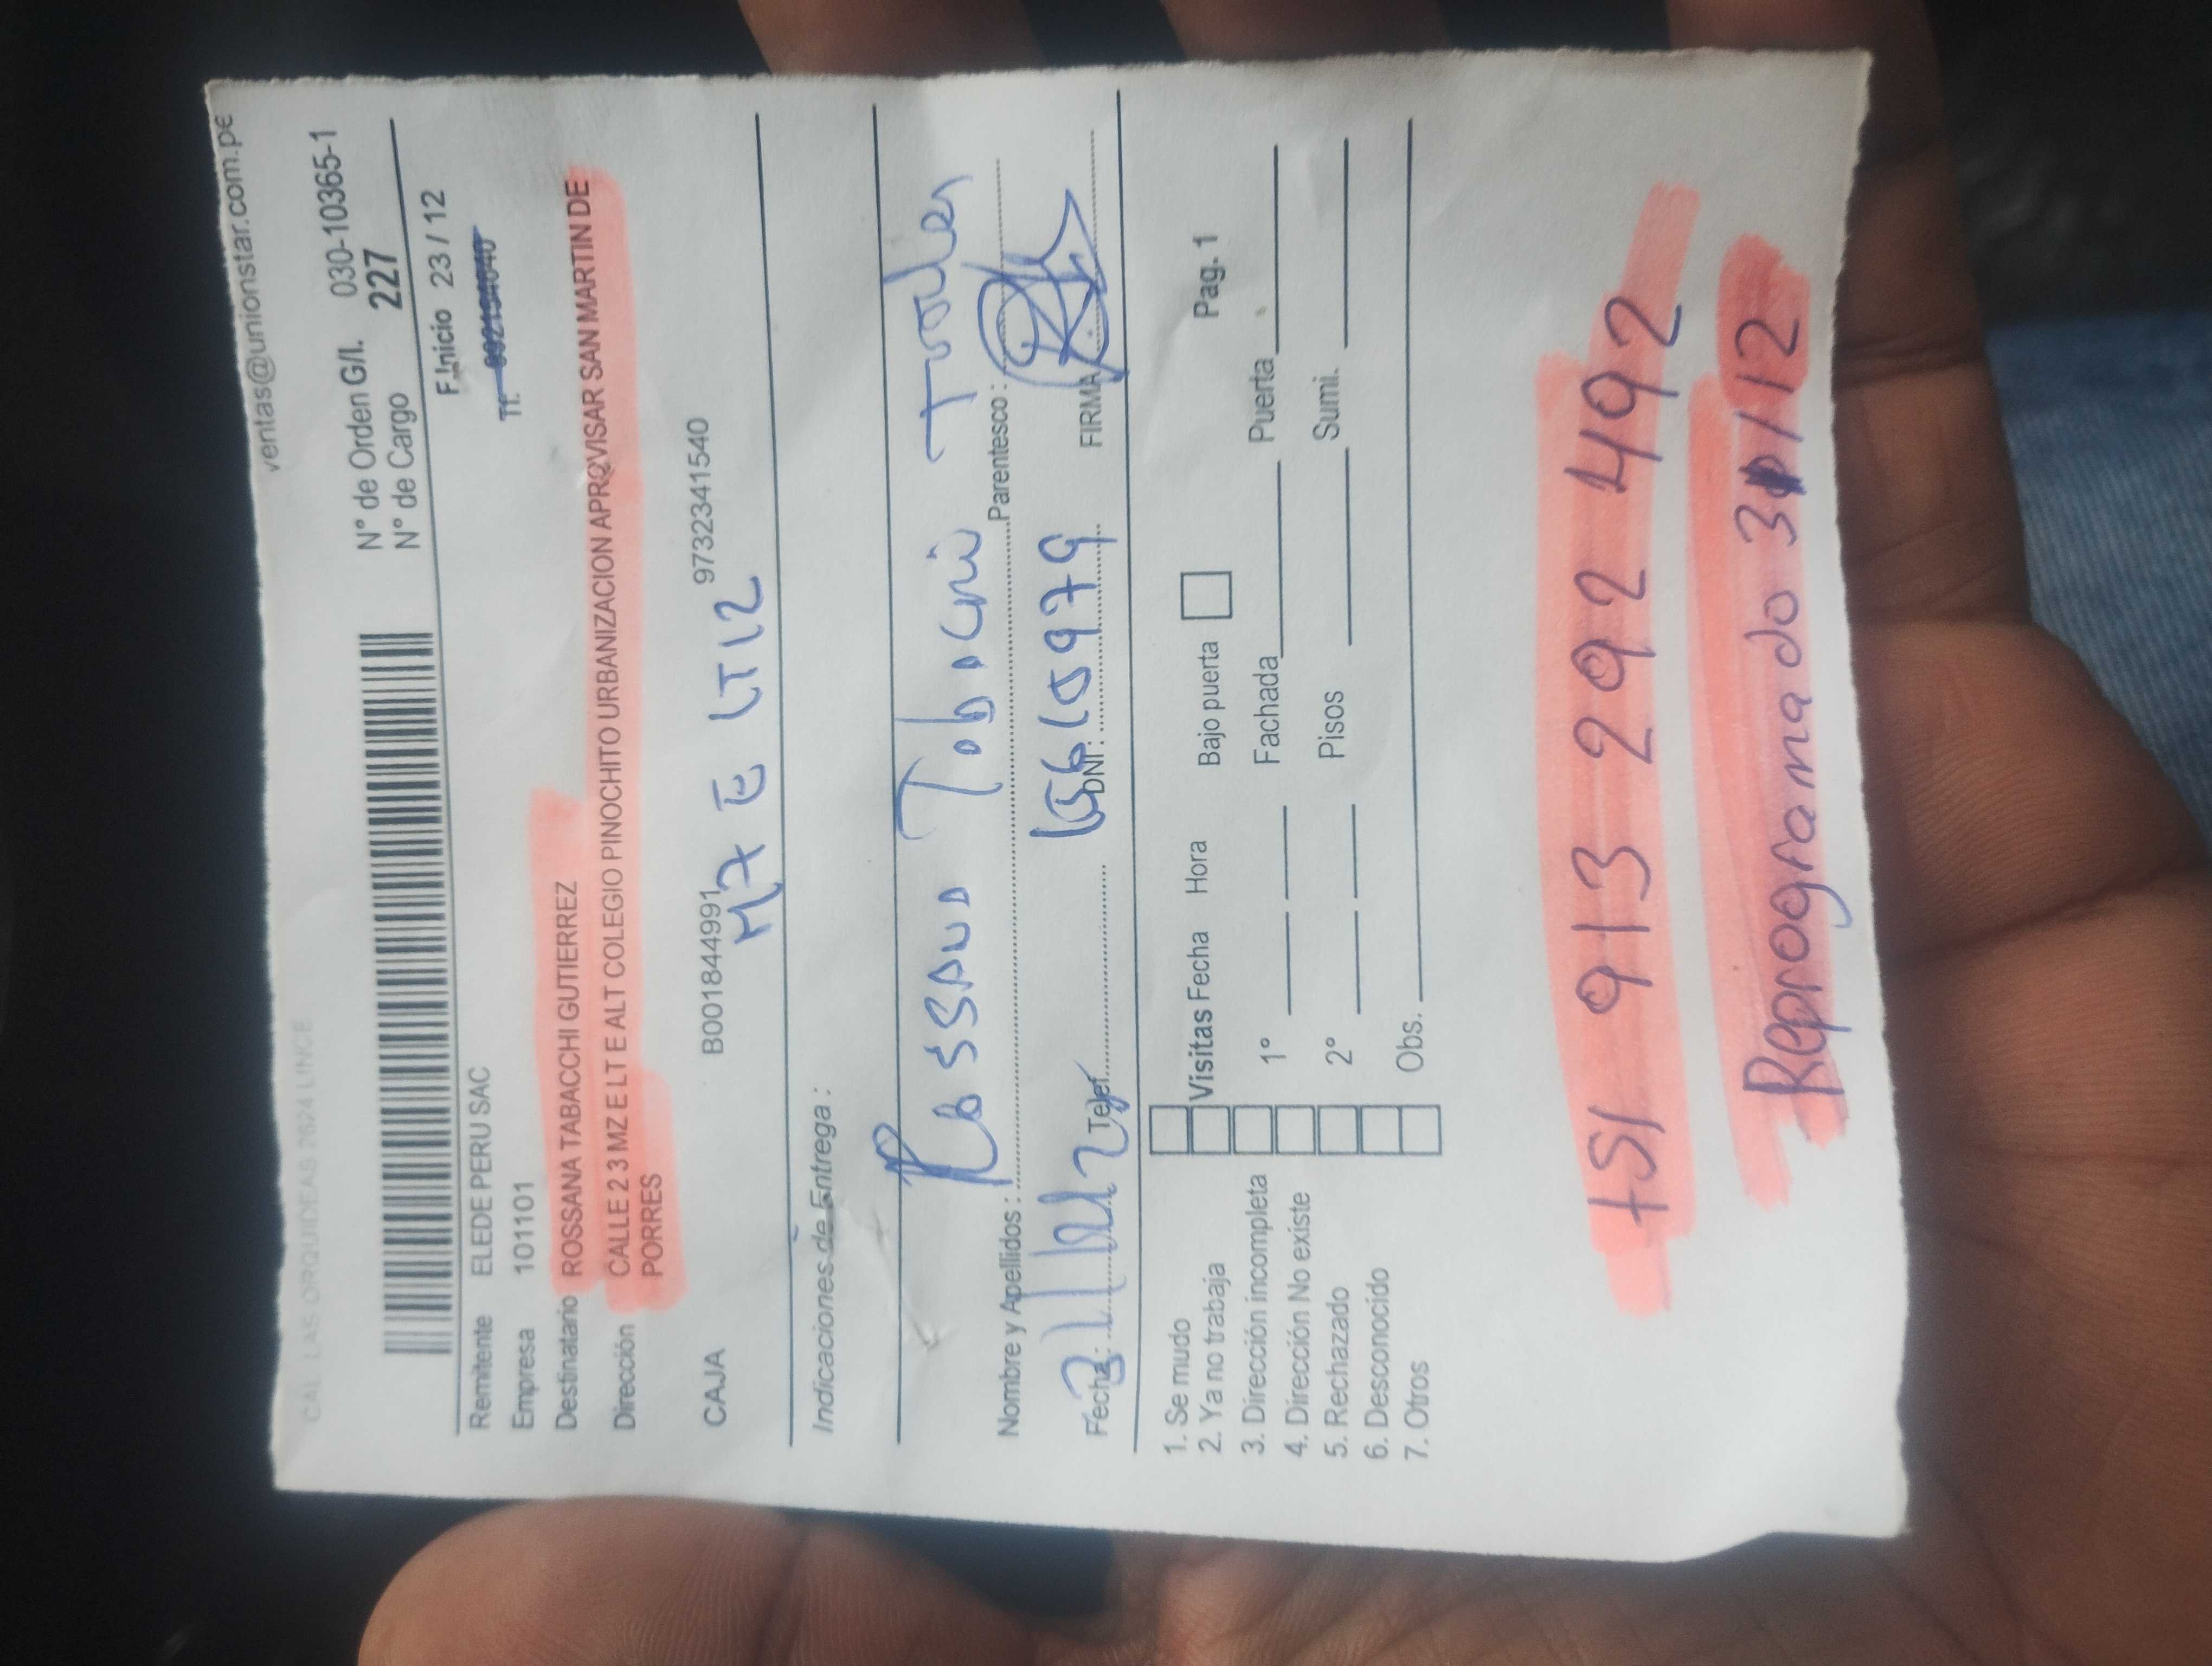 ventas@unionstar.com.pe
CAL. LAS ORQUIDEAS 2624 LINCE
N° de Orden G/I. 030-10365-1
N° de Cargo 227
F.Inicio 23 / 12
Remitente ELEDE PERU SAC
Tf.
Empresa 101101
Destinatario ROSSANA TABACCHI GUTIERREZ
Dirección CALLE 2 3 MZ E LT E ALT COLEGIO PINOCHITO URBANIZACION APROVISAR SAN MARTIN DE
PORRES
CAJA B001844991 9732341540
MZ E LT 12
Indicaciones de Entrega :
Rossana
Nombre y Apellidos : Parentesco :
Fecha : Telef. DNI : FIRMA
1. Se mudo
2. Ya no trabaja Visitas Fecha Hora Bajo puerta Pag. 1
3. Dirección incompleta 1° Fachada Puerta
4. Dirección No existe
5. Rechazado 2° Pisos Sumi.
6. Desconocido
7. Otros Obs.
+51 913 292 492
Reprogramado 31/12